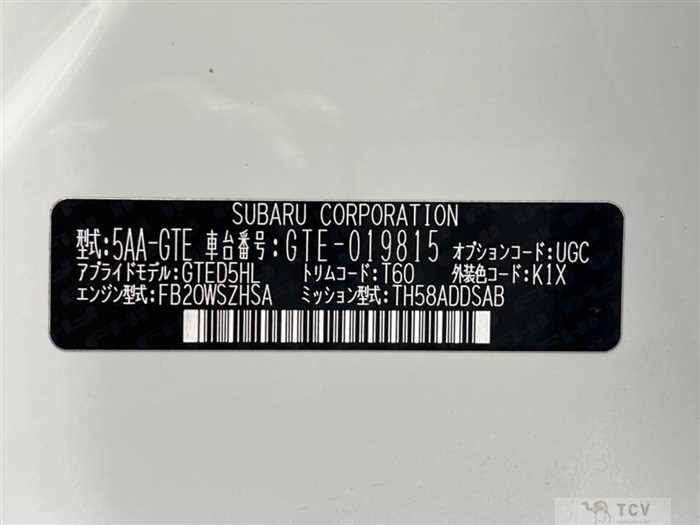 SUBARU CORPORATION
型式:5AA-GTE 車台番号:GTE-019815 オプションコード:UGC
アプライドモデル:GTED5HL トリムコード:T60 外装色コード:K1X
エンジン型式:FB20WSZHSA ミッション型式:TH58ADDSAB
TCV